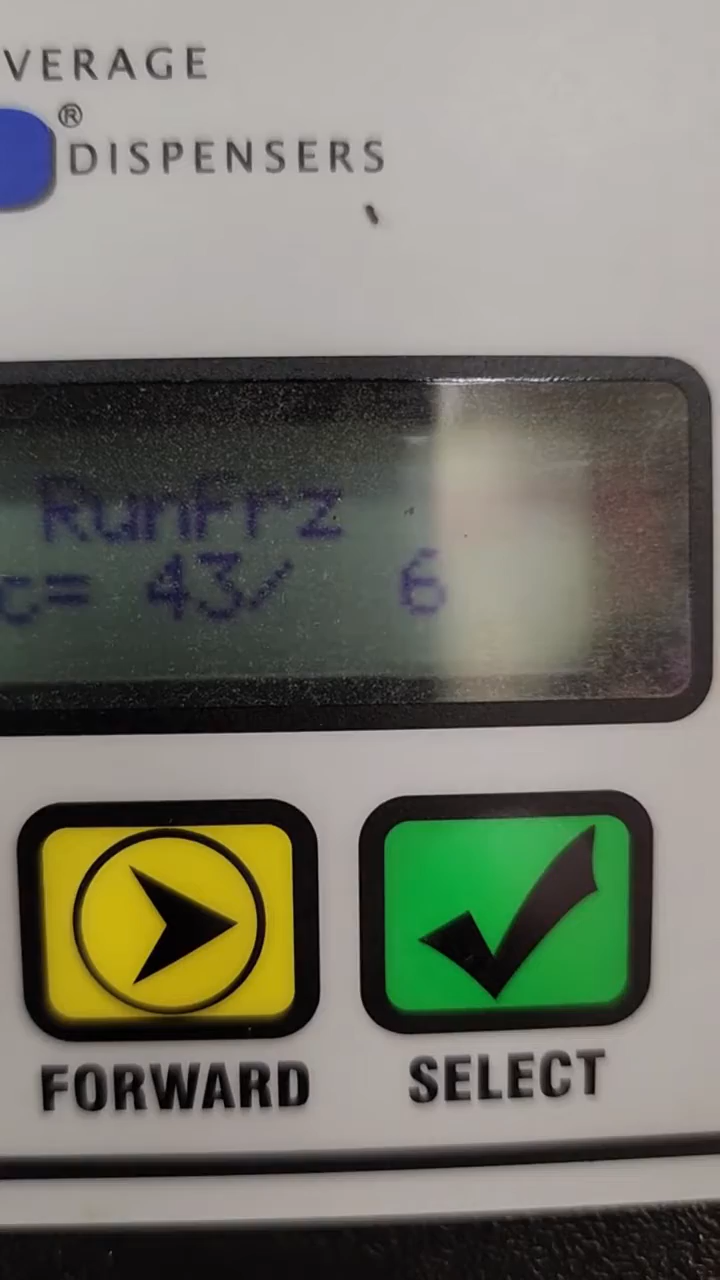 VERAGE
®
DISPENSERS
RunFrz
c= 43/ 6
FORWARD
SELECT